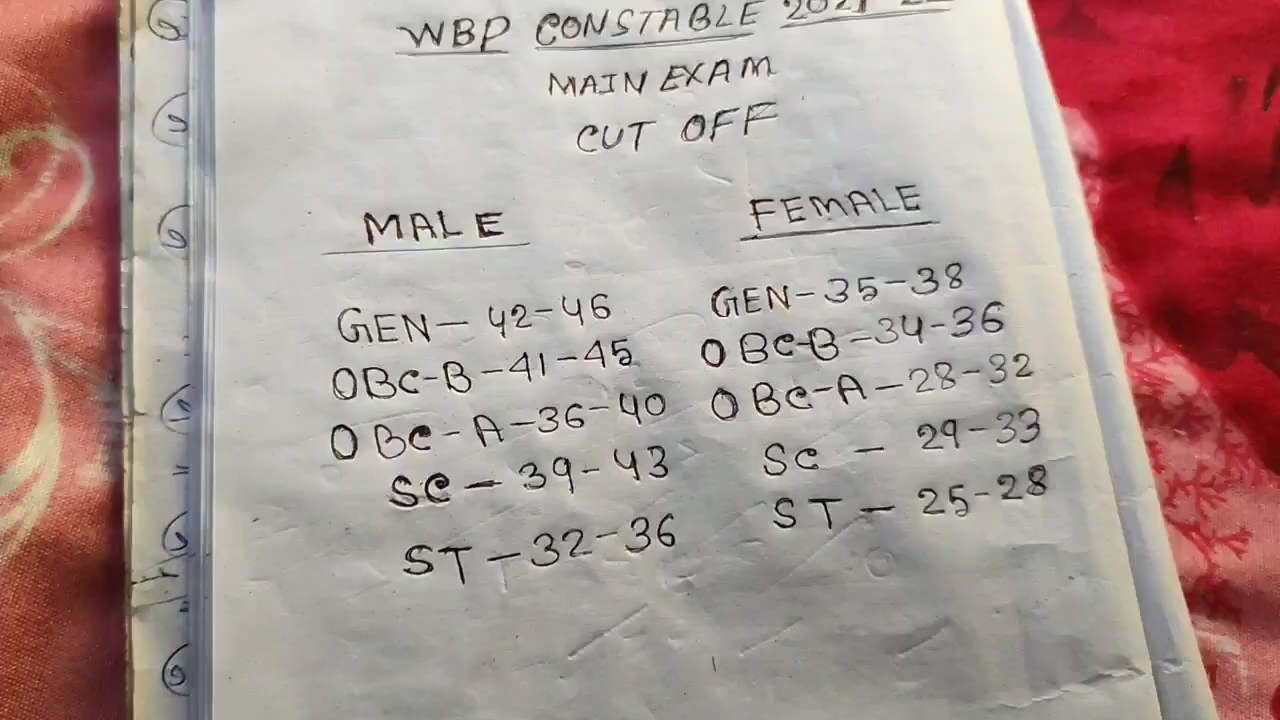 WBP CONSTABLE 2021-22
MAIN EXAM
CUT OFF
MALE
GEN - 42-46
OBC-B - 41-45
OBC-A - 36-40
SC - 39-43
ST - 32-36
FEMALE
GEN - 35-38
OBC-B - 34-36
OBC-A - 28-32
SC - 29-33
ST - 25-28